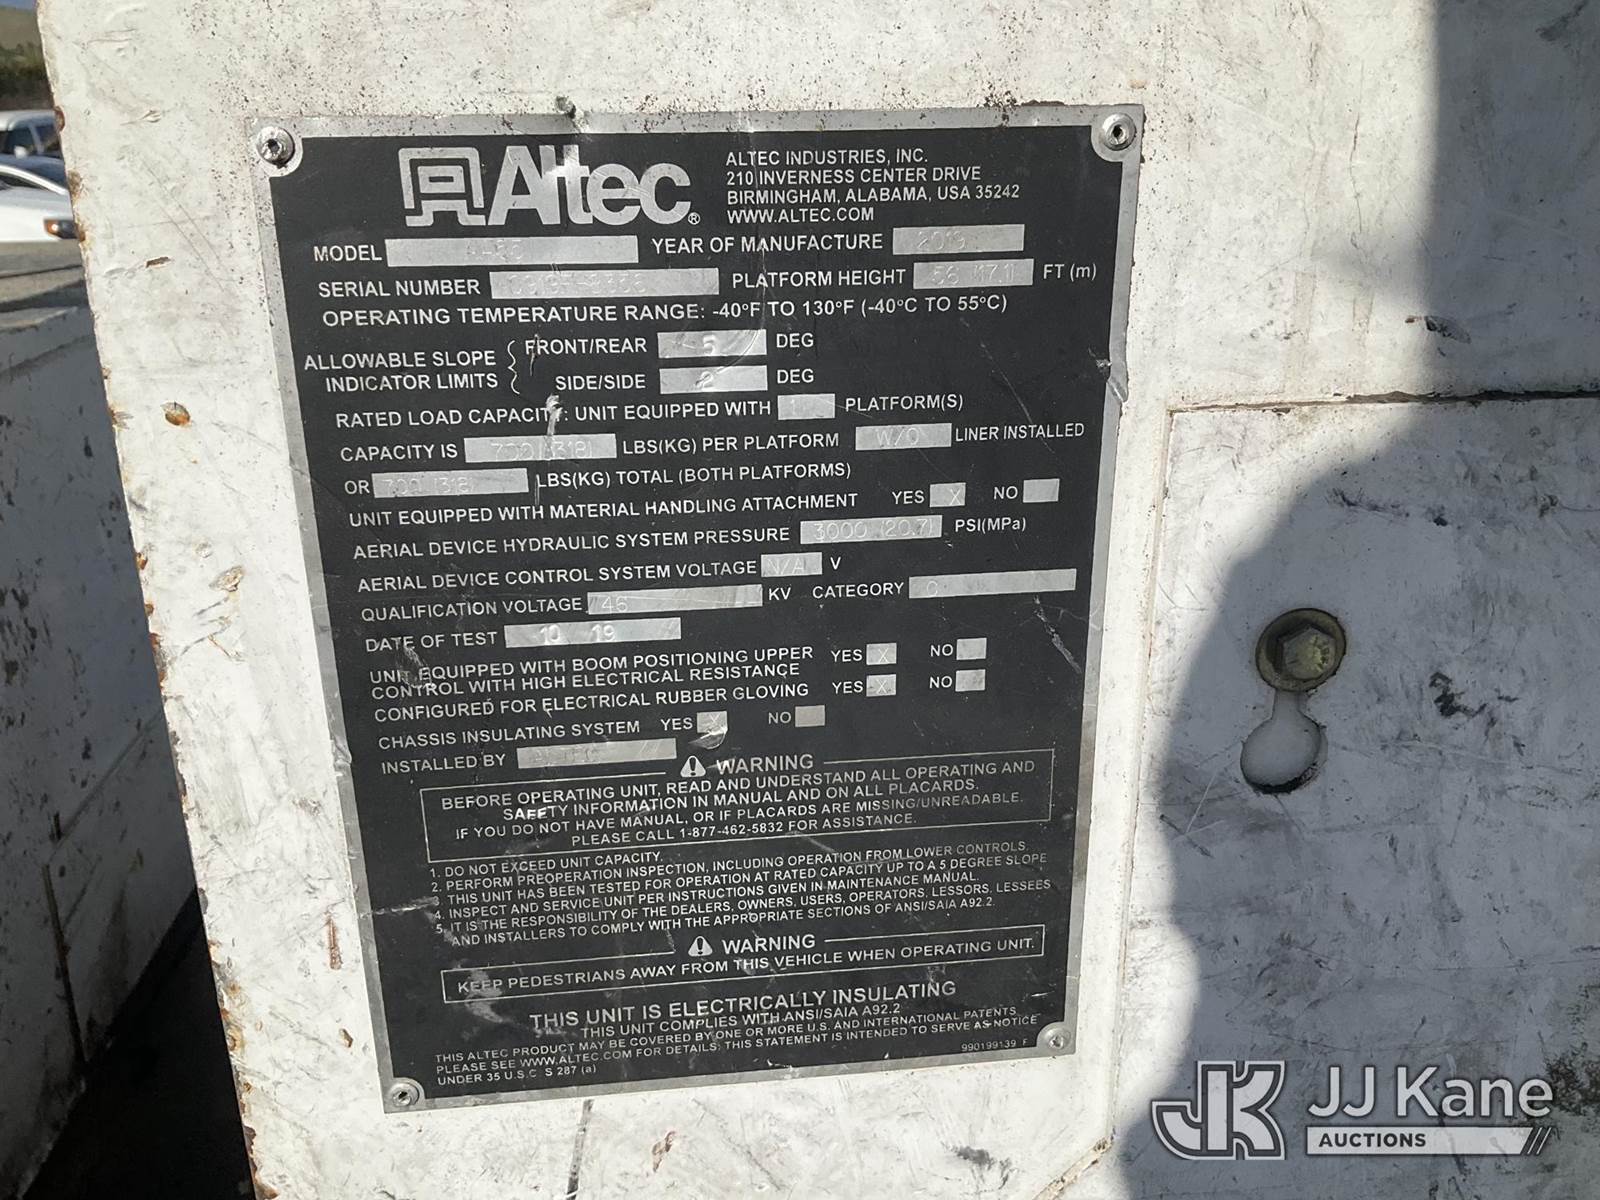 Altec®
ALTEC INDUSTRIES, INC.
210 INVERNESS CENTER DRIVE
BIRMINGHAM, ALABAMA, USA 35242
WWW.ALTEC.COM
MODEL YEAR OF MANUFACTURE 2019
SERIAL NUMBER PLATFORM HEIGHT 56 (17.1) FT (m)
OPERATING TEMPERATURE RANGE: -40°F TO 130°F (-40°C TO 55°C)
ALLOWABLE SLOPE INDICATOR LIMITS { FRONT/REAR 5 DEG
SIDE/SIDE 2 DEG
RATED LOAD CAPACITY: UNIT EQUIPPED WITH 1 PLATFORM(S)
CAPACITY IS 700 (318) LBS(KG) PER PLATFORM W/O LINER INSTALLED
OR 700 (318) LBS(KG) TOTAL (BOTH PLATFORMS)
UNIT EQUIPPED WITH MATERIAL HANDLING ATTACHMENT YES X NO
AERIAL DEVICE HYDRAULIC SYSTEM PRESSURE 3000 (20.7) PSI(MPa)
AERIAL DEVICE CONTROL SYSTEM VOLTAGE N/A V
QUALIFICATION VOLTAGE 46 KV CATEGORY C
DATE OF TEST 10 19
UNIT EQUIPPED WITH BOOM POSITIONING UPPER YES X NO
CONTROL WITH HIGH ELECTRICAL RESISTANCE
CONFIGURED FOR ELECTRICAL RUBBER GLOVING YES X NO
CHASSIS INSULATING SYSTEM YES X NO
INSTALLED BY
WARNING
BEFORE OPERATING UNIT, READ AND UNDERSTAND ALL OPERATING AND
SAFETY INFORMATION IN MANUAL AND ON ALL PLACARDS.
IF YOU DO NOT HAVE MANUAL, OR IF PLACARDS ARE MISSING/UNREADABLE.
PLEASE CALL 1-877-462-5832 FOR ASSISTANCE.
1. DO NOT EXCEED UNIT CAPACITY.
2. PERFORM PREOPERATION INSPECTION, INCLUDING OPERATION FROM LOWER CONTROLS.
3. THIS UNIT HAS BEEN TESTED FOR OPERATION AT RATED CAPACITY UP TO A 5 DEGREE SLOPE
4. INSPECT AND SERVICE UNIT PER INSTRUCTIONS GIVEN IN MAINTENANCE MANUAL.
5. IT IS THE RESPONSIBILITY OF THE DEALERS, OWNERS, USERS, OPERATORS, LESSORS, LESSEES
AND INSTALLERS TO COMPLY WITH THE APPROPRIATE SECTIONS OF ANSI/SAIA A92.2.
WARNING
KEEP PEDESTRIANS AWAY FROM THIS VEHICLE WHEN OPERATING UNIT.
THIS UNIT IS ELECTRICALLY INSULATING
THIS UNIT COMPLIES WITH ANSI/SAIA A92.2
THIS ALTEC PRODUCT MAY BE COVERED BY ONE OR MORE U.S. AND INTERNATIONAL PATENTS
PLEASE SEE WWW.ALTEC.COM FOR DETAILS: THIS STATEMENT IS INTENDED TO SERVE AS NOTICE
UNDER 35 U.S.C. S 287 (a)
990199139 F
JK JJ Kane
AUCTIONS